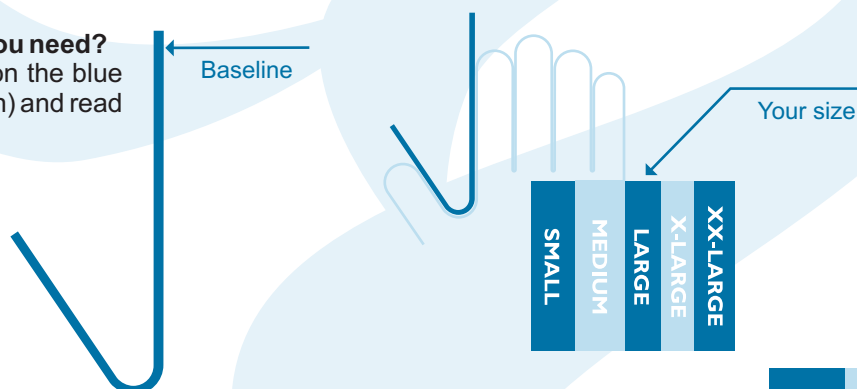 ou need?
on the blue
n) and read
Baseline
Your size
SMALL
MEDIUM
LARGE
X-LARGE
XX-LARGE